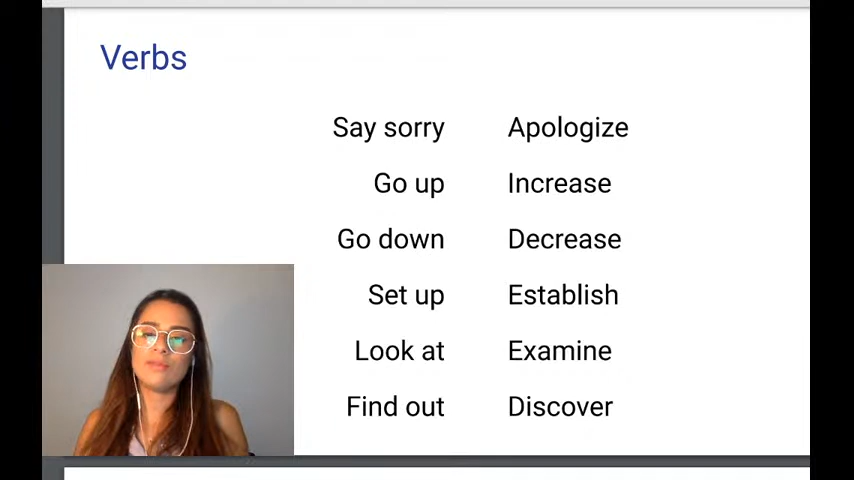 Verbs
Say sorry Apologize
Go up Increase
Go down Decrease
Set up Establish
Look at Examine
Find out Discover